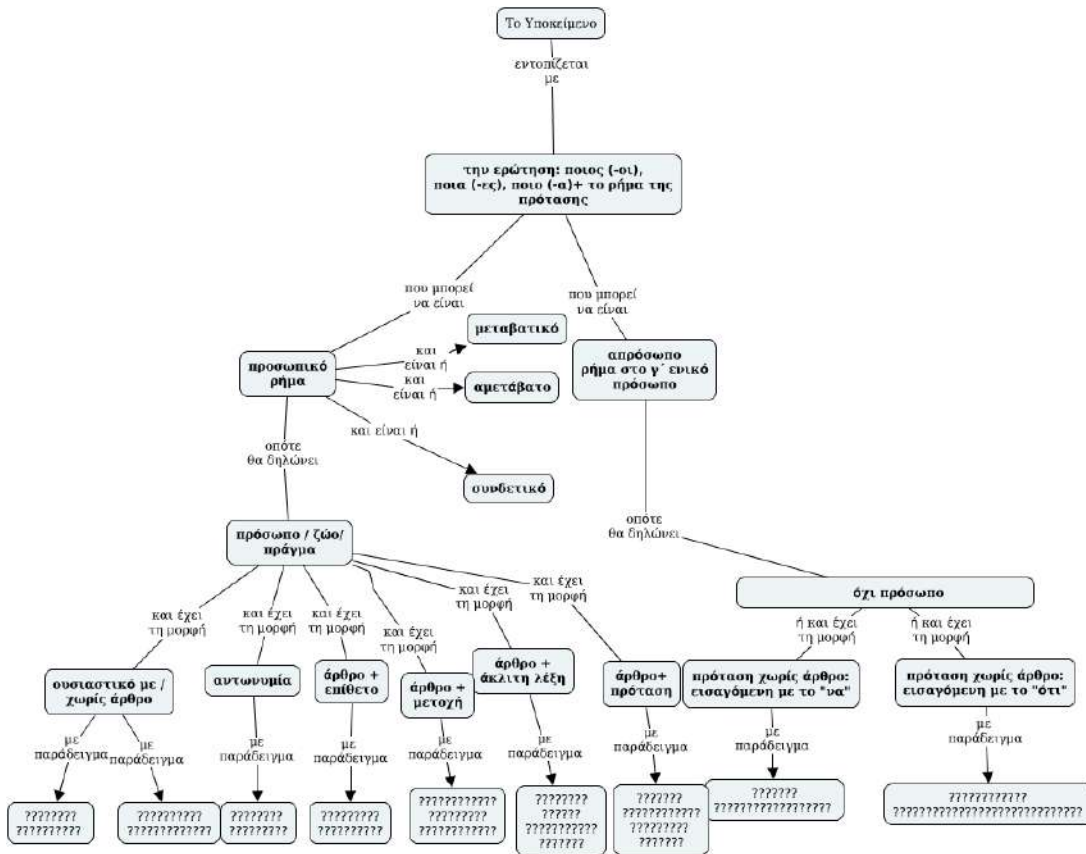 Το Υποκείμενο
εντοπίζεται
με
την ερώτηση: ποιος (-οι),
ποια (-ες), ποιο (-α)+ το ρήμα της
πρότασης
που μπορεί
να είναι
που μπορεί
να είναι
προσωπικό
ρήμα
και
είναι ή
και
είναι ή
και είναι ή
μεταβατικό
αμετάβατο
συνδετικό
απρόσωπο
ρήμα στο γ΄ ενικό
πρόσωπο
οπότε
θα δηλώνει
οπότε
θα δηλώνει
πρόσωπο / ζώο/
πράγμα
όχι πρόσωπο
και έχει
τη μορφή
και έχει
τη μορφή
και έχει
τη μορφή
και έχει
τη μορφή
και έχει
τη μορφή
και έχει
τη μορφή
ή και έχει
τη μορφή
ή και έχει
τη μορφή
ουσιαστικό με /
χωρίς άρθρο
αντωνυμία
άρθρο +
επίθετο
άρθρο +
μετοχή
άρθρο +
άκλιτη λέξη
άρθρο+
πρόταση
πρόταση χωρίς άρθρο:
εισαγόμενη με το "να"
πρόταση χωρίς άρθρο:
εισαγόμενη με το "ότι"
με
παράδειγμα
με
παράδειγμα
με
παράδειγμα
με
παράδειγμα
με
παράδειγμα
με
παράδειγμα
με
παράδειγμα
με
παράδειγμα
με
παράδειγμα
????????
??????????
??????????
?????????????
????????
?????????
?????????
??????????
????????????
?????????
????????????
????????
??????
???????????
???????
???????
????????????
?????????
???????
???????
??????????????????
????????????
?????????????????????????????